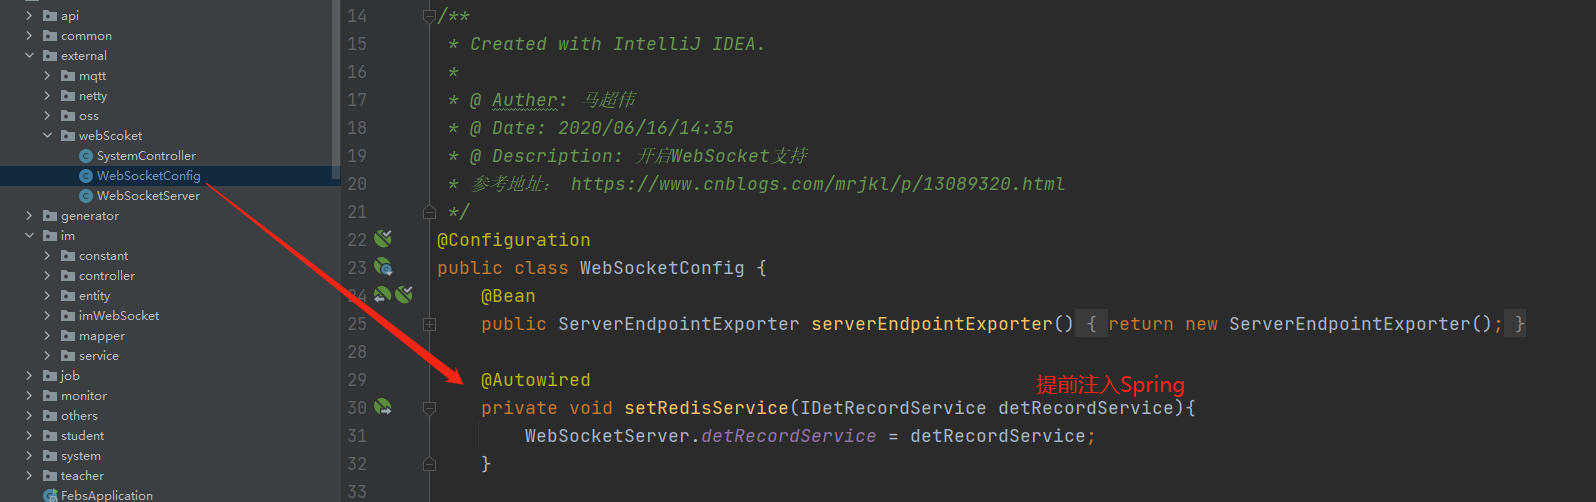 api
common
external
mqtt
netty
oss
webScoket
SystemController
WebSocketConfig
WebSocketServer
generator
im
constant
controller
entity
imWebSocket
mapper
service
job
monitor
others
student
system
teacher
FebsApplication
14 /**
15 * Created with IntelliJ IDEA.
16 *
17 * @ Auther: 马超伟
18 * @ Date: 2020/06/16/14:35
19 * @ Description: 开启WebSocket支持
20 * 参考地址： https://www.cnblogs.com/mrjkl/p/13089320.html
21 */
22 @Configuration
23 public class WebSocketConfig {
24 @Bean
25 public ServerEndpointExporter serverEndpointExporter() { return new ServerEndpointExporter(); }
28
29 @Autowired
提前注入Spring
30 private void setRedisService(IDetRecordService detRecordService){
31 WebSocketServer.detRecordService = detRecordService;
32 }
33